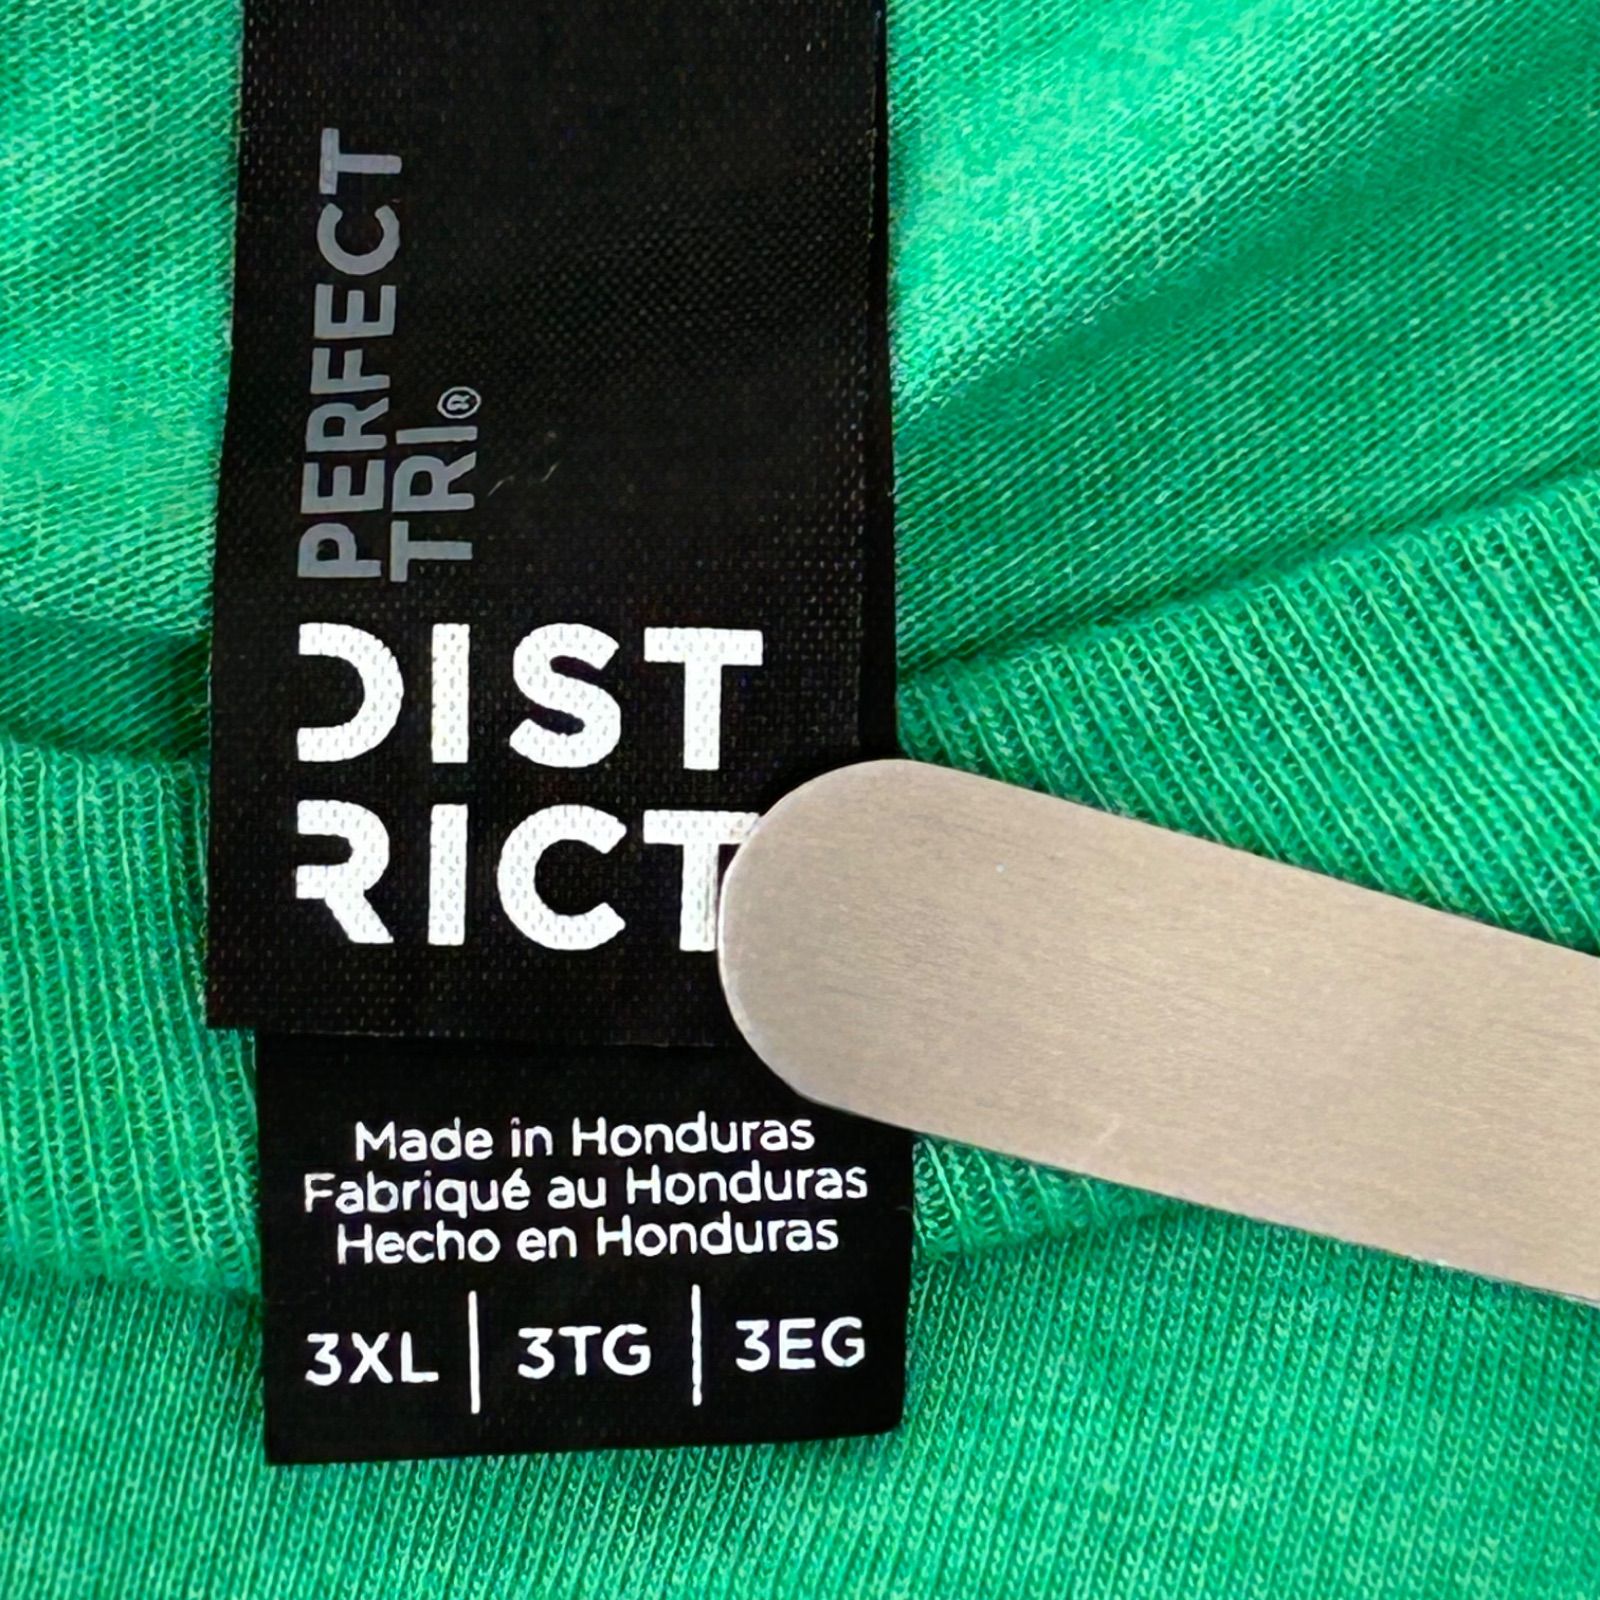 PERFECT
TRI®
DIST
RICT
Made in Honduras
Fabriqué au Honduras
Hecho en Honduras
3XL | 3TG | 3EG